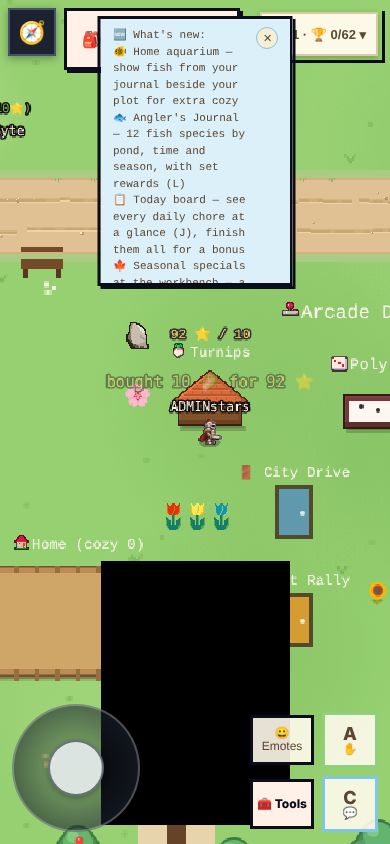 🆕 What's new:
🐠 Home aquarium —
show fish from your
journal beside your
plot for extra cozy
🐟 Angler's Journal
— 12 fish species by
pond, time and
season, with set
rewards (L)
📋 Today board — see
every daily chore at
a glance (J), finish
them all for a bonus
🍁 Seasonal specials
at the workbench — a
✕
· 🏆 0/62 ▾
Arcade D
92 ⭐ / 10
Turnips
Poly
bought 10 🥔 for 92 ⭐
ADMINstars
City Drive
Home (cozy 0)
t Rally
😀
Emotes
A
🧰 Tools
C